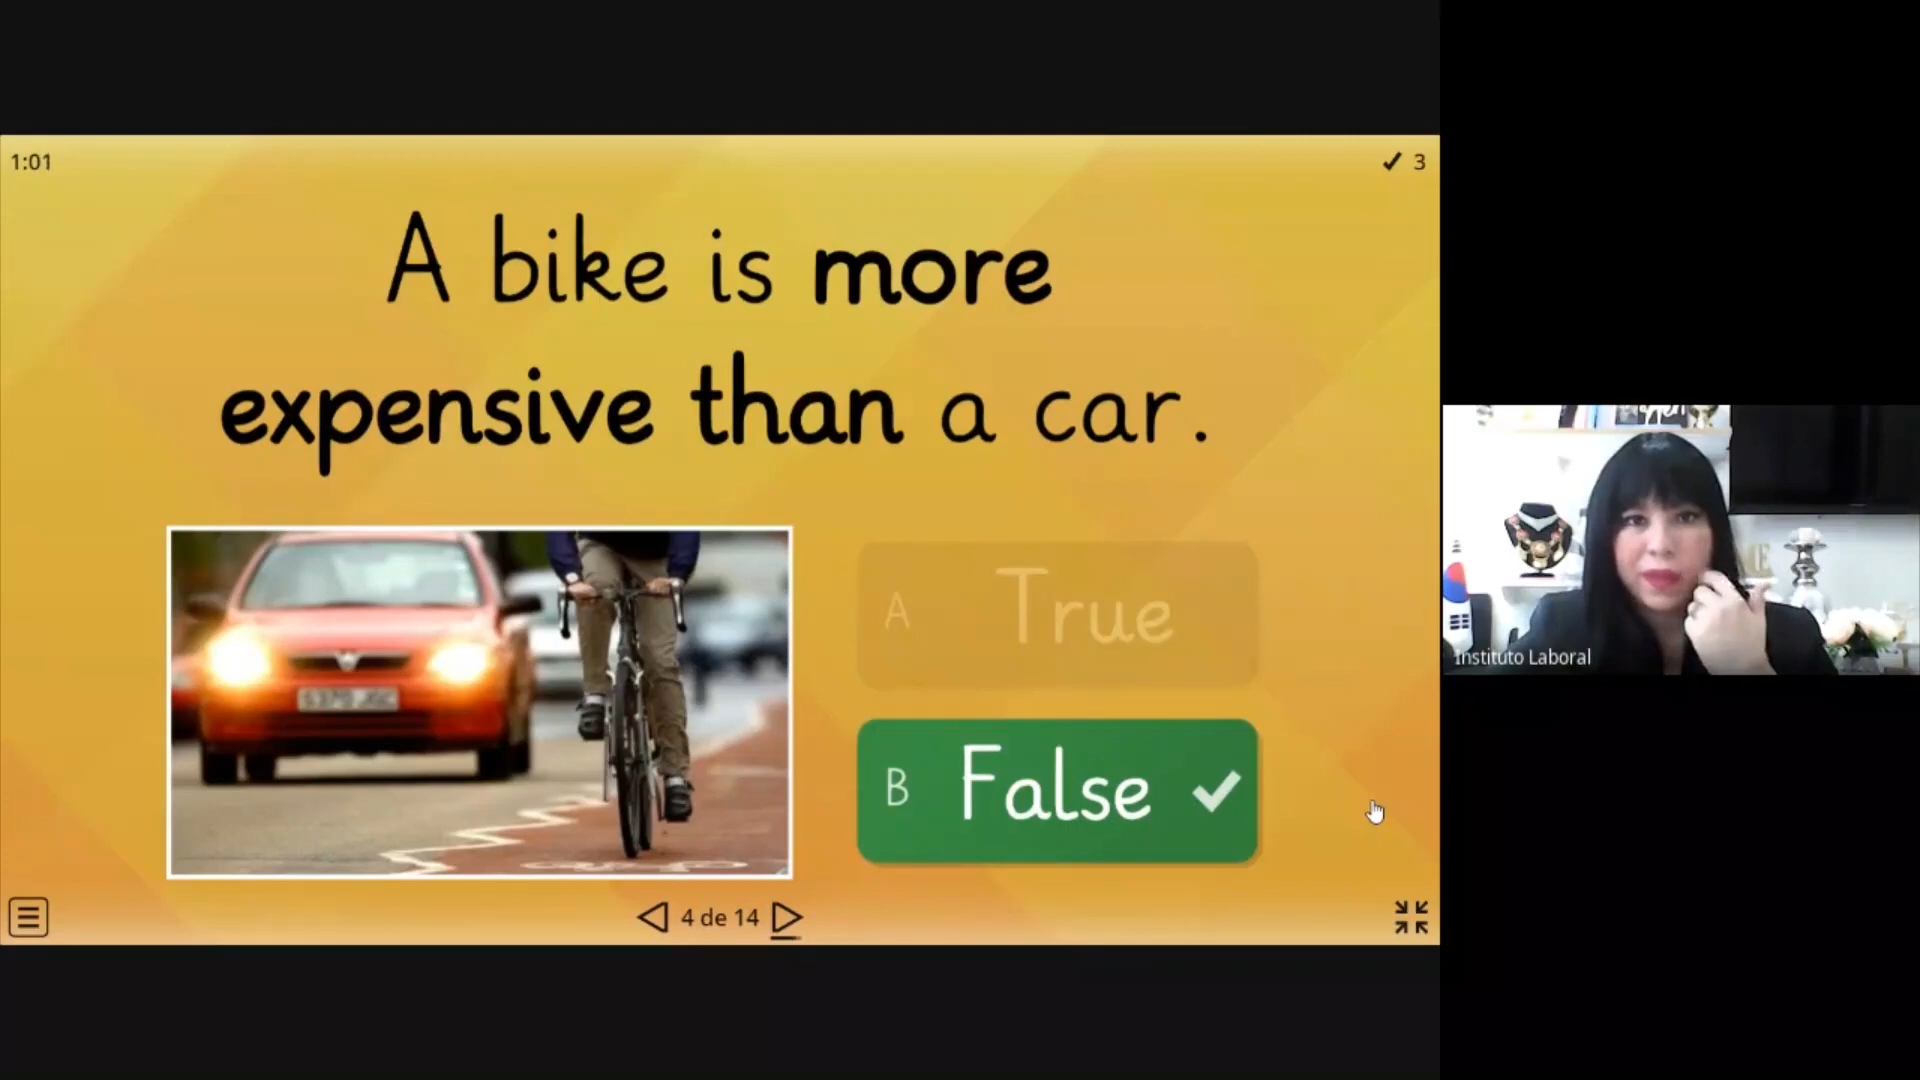 1:01
✓ 3
A bike is more
expensive than a car.
A True
B False ✓
4 de 14
Instituto Laboral